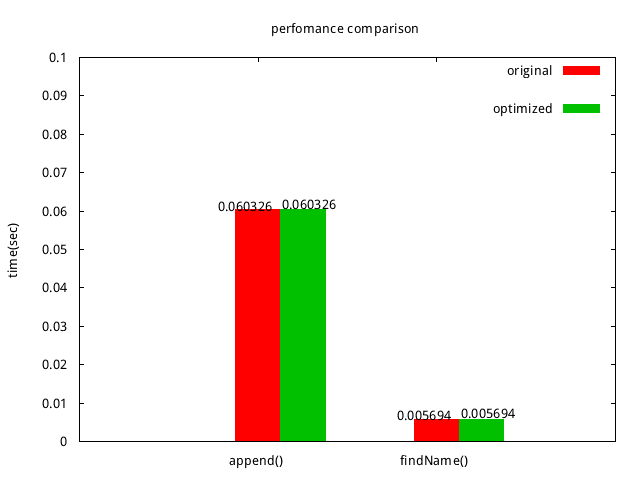 perfomance comparison
original
optimized
time(sec)
0.1
0.09
0.08
0.07
0.06
0.05
0.04
0.03
0.02
0.01
0
0.060326 0.060326
0.005694 0.005694
append() findName()